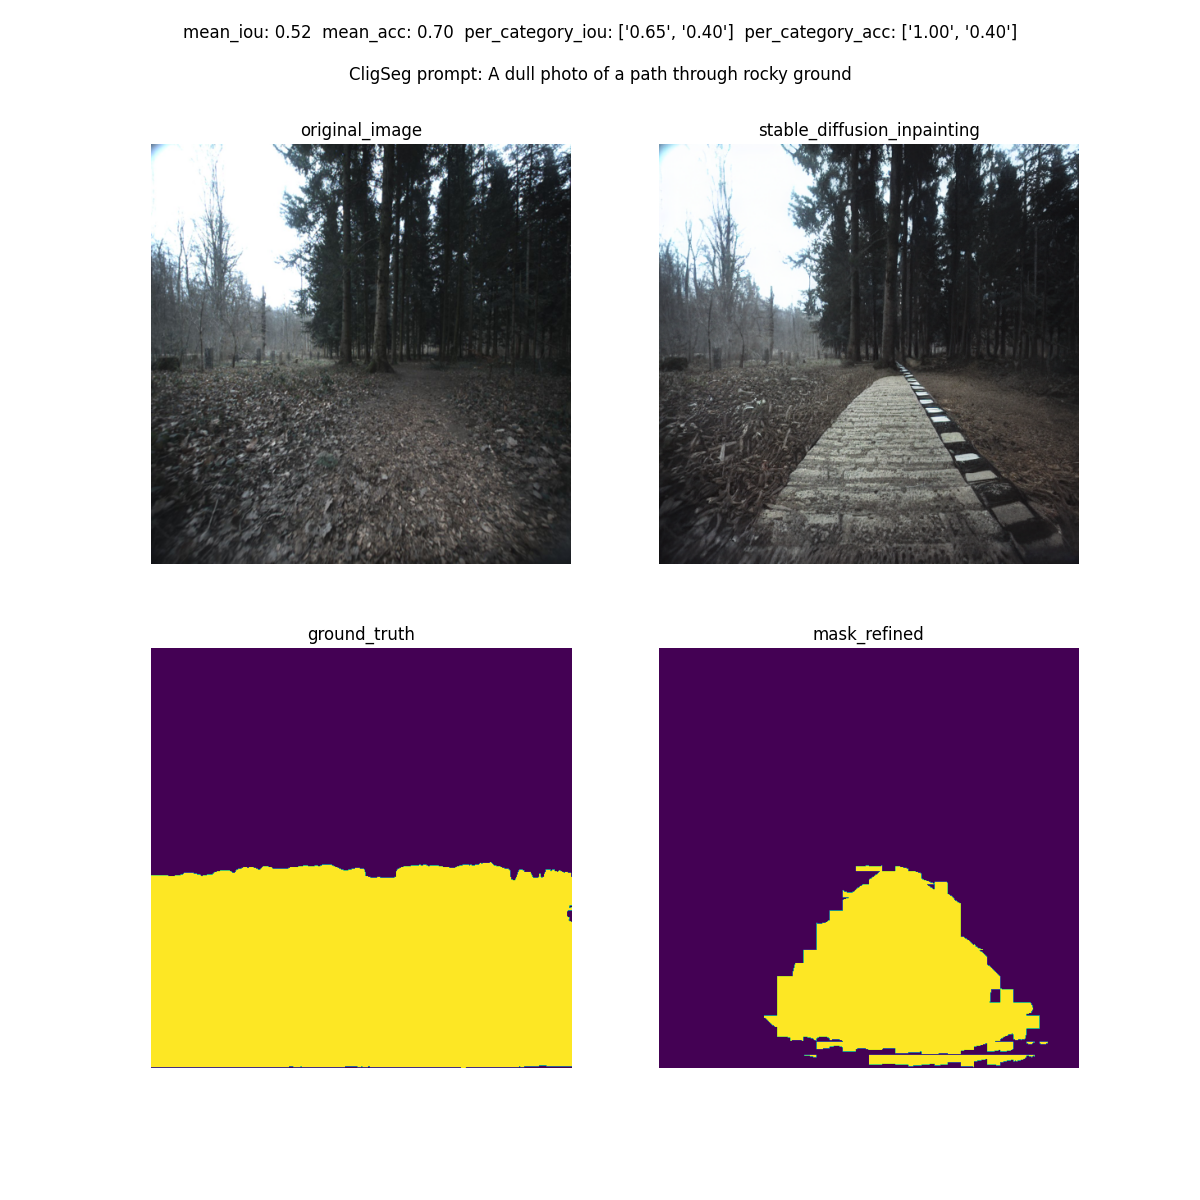 mean_iou: 0.52  mean_acc: 0.70  per_category_iou: ['0.65', '0.40']  per_category_acc: ['1.00', '0.40']
CligSeg prompt: A dull photo of a path through rocky ground
original_image
stable_diffusion_inpainting
ground_truth
mask_refined